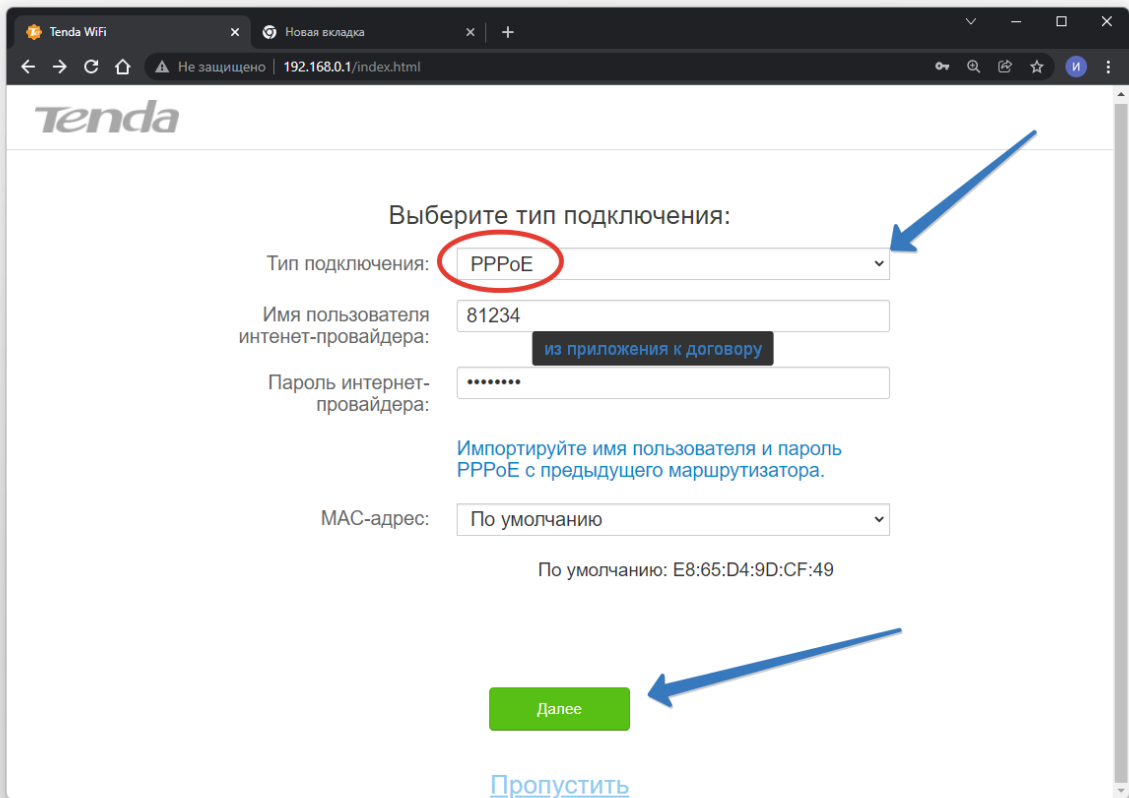 Tenda WiFi
Новая вкладка
Не защищено | 192.168.0.1/index.html
И
Tenda
Выберите тип подключения:
Тип подключения: PPPoE
Имя пользователя
интенет-провайдера:
81234
из приложения к договору
Пароль интернет-
провайдера:
••••••••
Импортируйте имя пользователя и пароль
PPPoE с предыдущего маршрутизатора.
МАС-адрес: По умолчанию
По умолчанию: E8:65:D4:9D:CF:49
Далее
Пропустить